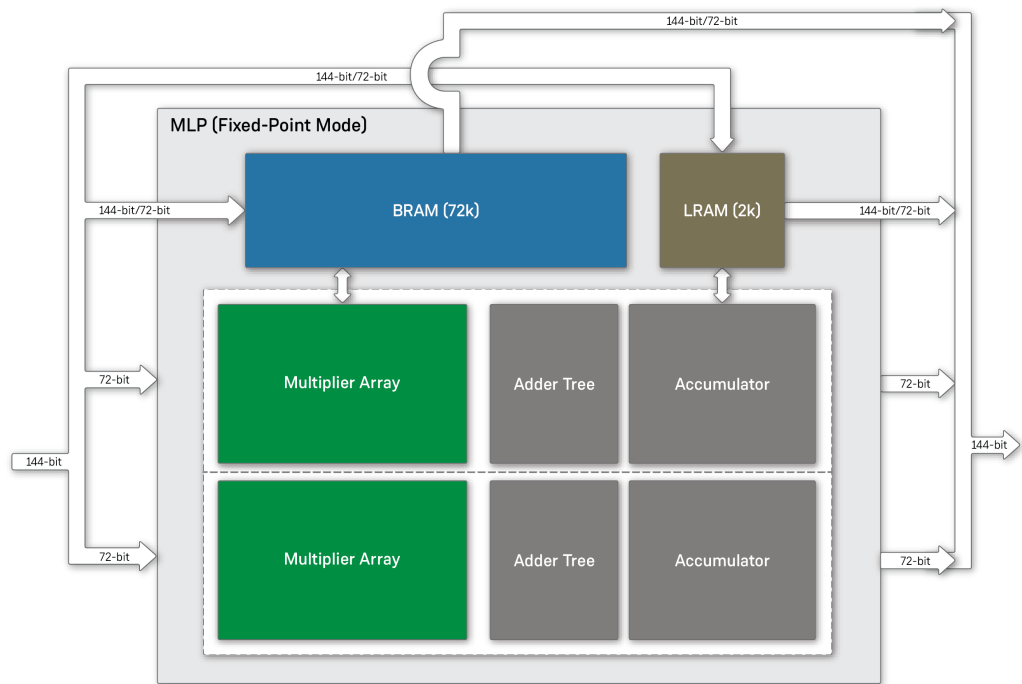 144-bit/72-bit
144-bit/72-bit
MLP (Fixed-Point Mode)
144-bit/72-bit
BRAM (72k)
LRAM (2k)
144-bit/72-bit
72-bit
Multiplier Array
Adder Tree
Accumulator
72-bit
144-bit
144-bit
72-bit
Multiplier Array
Adder Tree
Accumulator
72-bit